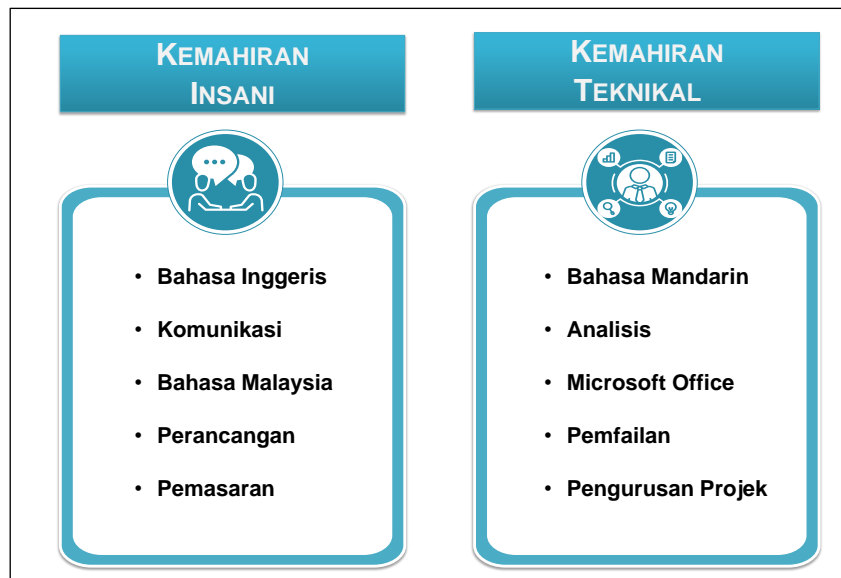 KEMAHIRAN
INSANI
• Bahasa Inggeris
• Komunikasi
• Bahasa Malaysia
• Perancangan
• Pemasaran
KEMAHIRAN
TEKNIKAL
• Bahasa Mandarin
• Analisis
• Microsoft Office
• Pemfailan
• Pengurusan Projek